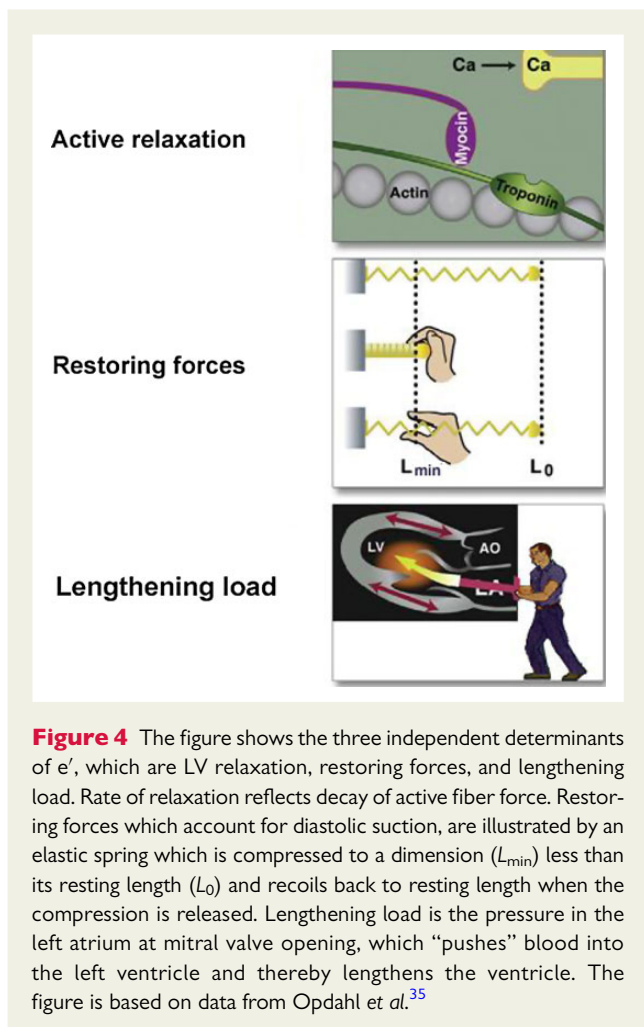 Active relaxation
Ca → Ca
Myocin
Actin
Troponin
Restoring forces
Lmin L0
Lengthening load
LV
AO
LA
Figure 4 The figure shows the three independent determinants
of e′, which are LV relaxation, restoring forces, and lengthening
load. Rate of relaxation reflects decay of active fiber force. Restor-
ing forces which account for diastolic suction, are illustrated by an
elastic spring which is compressed to a dimension (Lmin) less than
its resting length (L0) and recoils back to resting length when the
compression is released. Lengthening load is the pressure in the
left atrium at mitral valve opening, which “pushes” blood into
the left ventricle and thereby lengthens the ventricle. The
figure is based on data from Opdahl et al.35